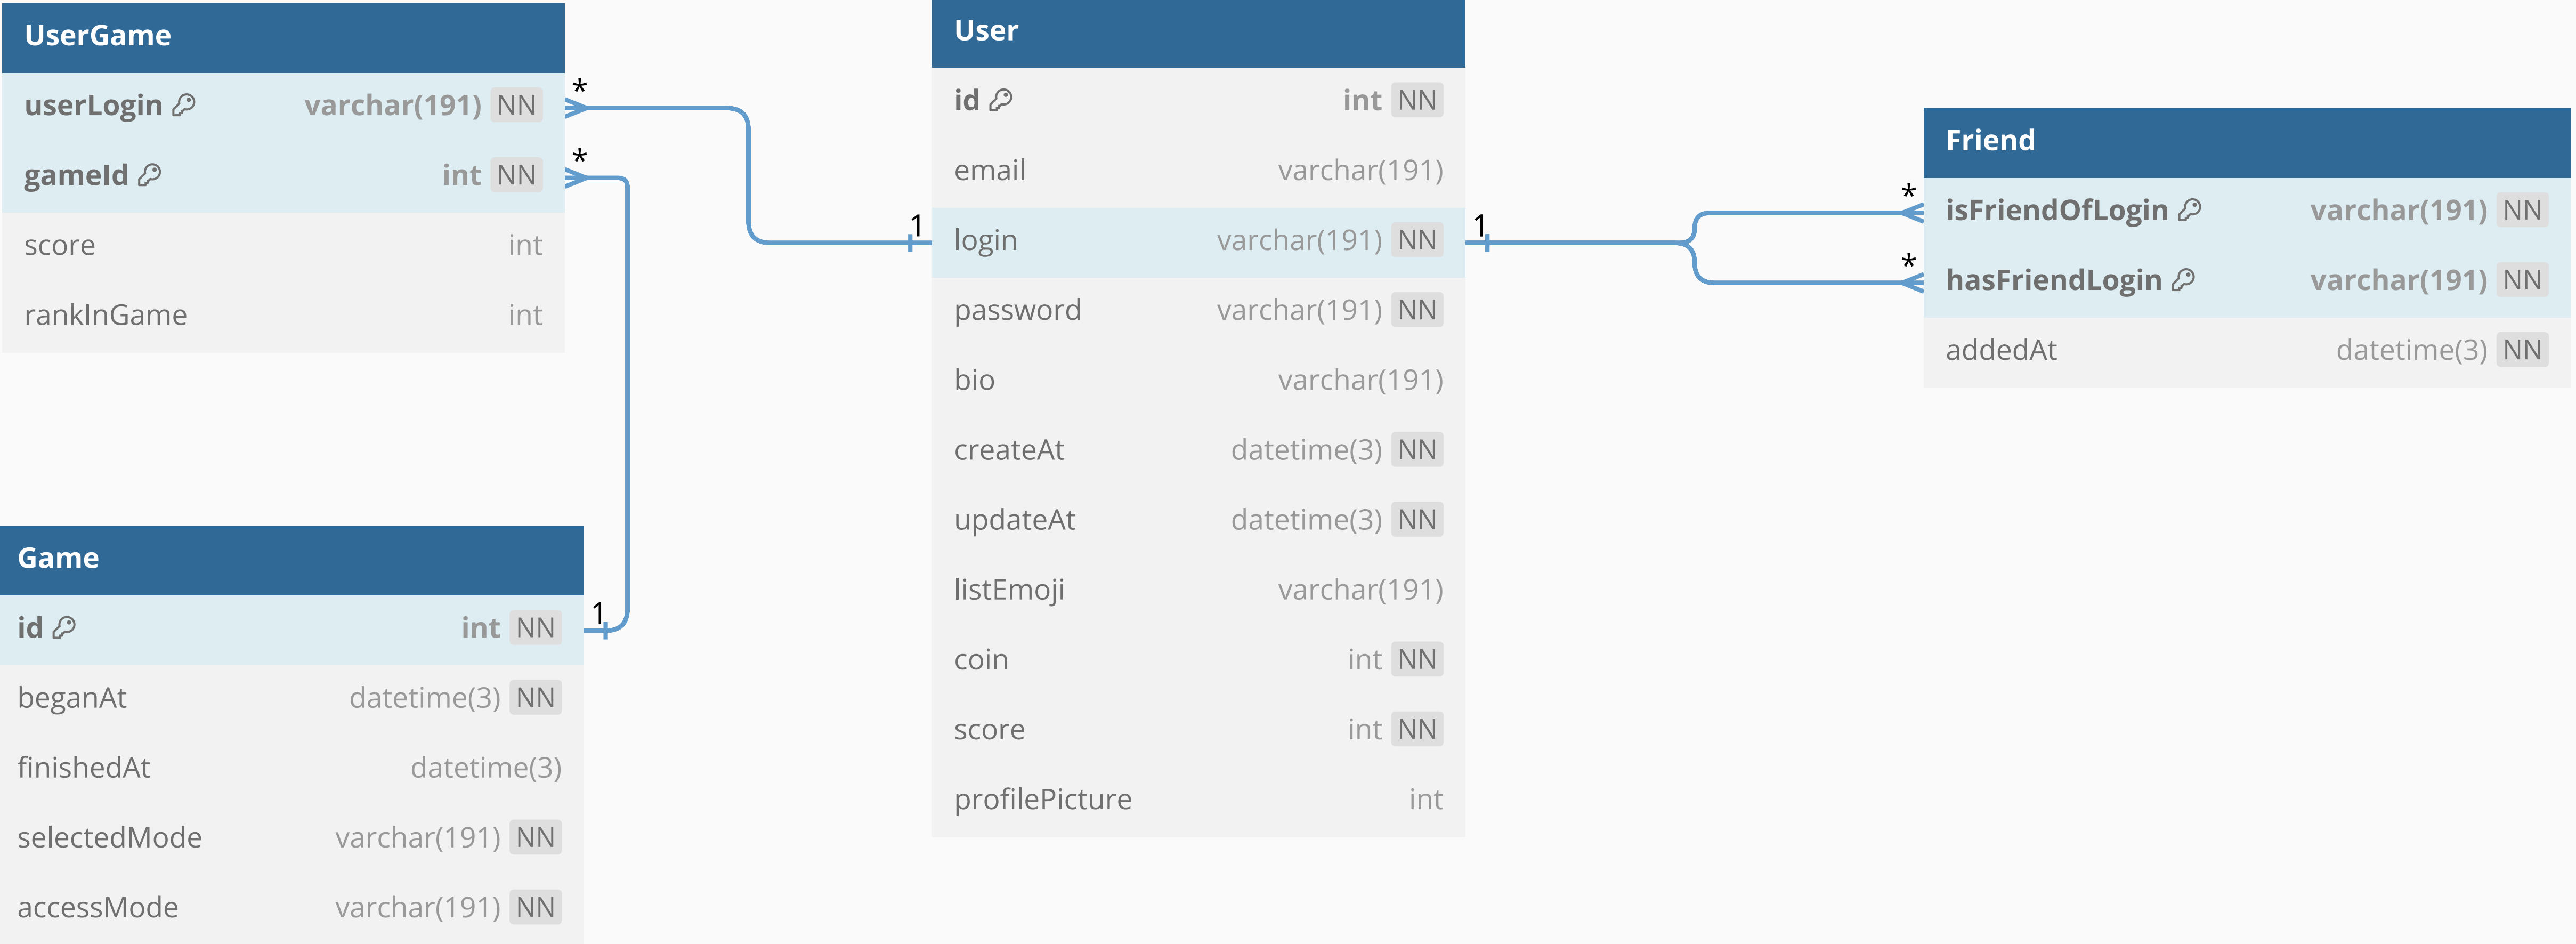 UserGame
userLogin varchar(191) NN
gameId int NN
score int
rankInGame int
*
*
1
User
id int NN
email varchar(191)
login varchar(191) NN
password varchar(191) NN
bio varchar(191)
createAt datetime(3) NN
updateAt datetime(3) NN
listEmoji varchar(191)
coin int NN
score int NN
profilePicture int
1
*
*
Friend
isFriendOfLogin varchar(191) NN
hasFriendLogin varchar(191) NN
addedAt datetime(3) NN
Game
id int NN
beganAt datetime(3) NN
finishedAt datetime(3)
selectedMode varchar(191) NN
accessMode varchar(191) NN
1